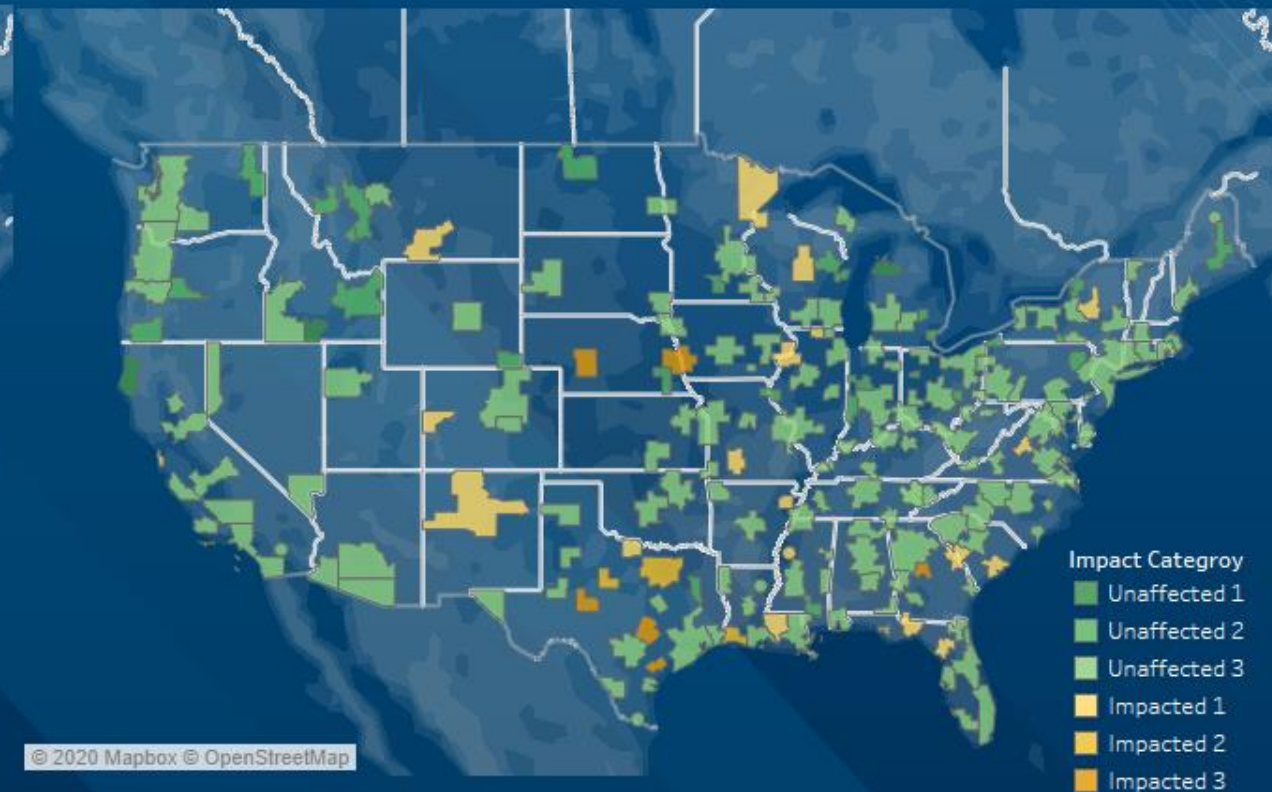 Impact Categroy
Unaffected 1
Unaffected 2
Unaffected 3
Impacted 1
Impacted 2
Impacted 3
© 2020 Mapbox © OpenStreetMap